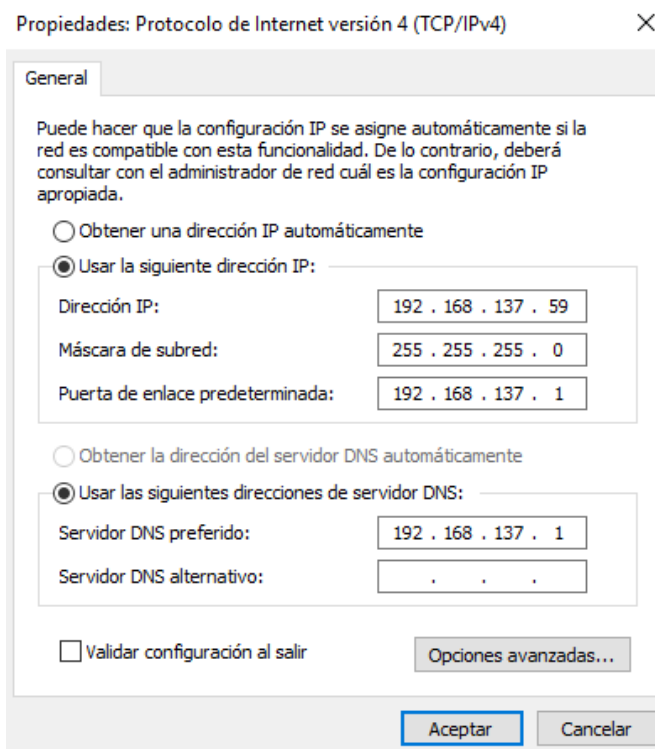 Propiedades: Protocolo de Internet versión 4 (TCP/IPv4)
General
Puede hacer que la configuración IP se asigne automáticamente si la
red es compatible con esta funcionalidad. De lo contrario, deberá
consultar con el administrador de red cuál es la configuración IP
apropiada.
Obtener una dirección IP automáticamente
Usar la siguiente dirección IP:
Dirección IP: 192 . 168 . 137 . 59
Máscara de subred: 255 . 255 . 255 . 0
Puerta de enlace predeterminada: 192 . 168 . 137 . 1
Obtener la dirección del servidor DNS automáticamente
Usar las siguientes direcciones de servidor DNS:
Servidor DNS preferido: 192 . 168 . 137 . 1
Servidor DNS alternativo: . . .
Validar configuración al salir Opciones avanzadas...
Aceptar Cancelar